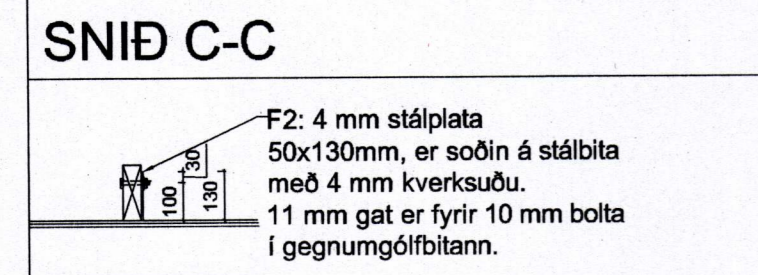 SNIÐ C-C
F2: 4 mm stálplata
50x130mm, er soðin á stálbita
með 4 mm kverksuðu.
11 mm gat er fyrir 10 mm bolta
í gegnumgólfbitann.
30
100
130